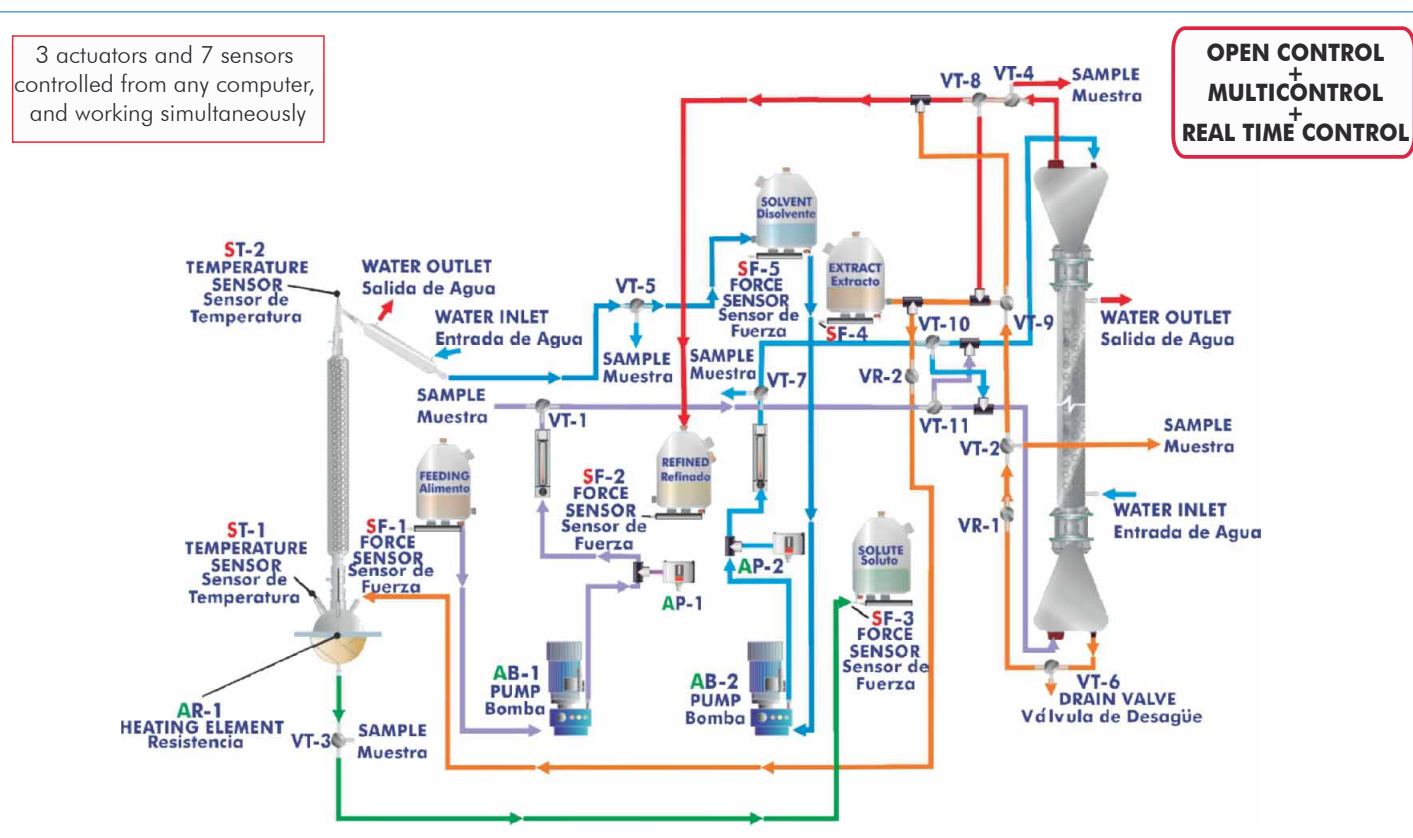 3 actuators and 7 sensors
controlled from any computer,
and working simultaneously
OPEN CONTROL
+
MULTICONTROL
+
REAL TIME CONTROL
VT-8
VT-4
SAMPLE
Muestra
SOLVENT
Disolvente
ST-2
TEMPERATURE
SENSOR
Sensor de
Temperatura
WATER OUTLET
Salida de Agua
WATER INLET
Entrada de Agua
VT-5
SAMPLE
Muestra
SF-5
FORCE
SENSOR
Sensor de
Fuerza
EXTRACT
Extracto
SF-4
VT-10
VT-9
WATER OUTLET
Salida de Agua
SAMPLE
Muestra
VT-7
VR-2
SAMPLE
Muestra
VT-1
VT-11
VT-2
SAMPLE
Muestra
FEEDING
Alimento
SF-2
FORCE
SENSOR
Sensor de
Fuerza
REFINED
Refinado
VR-1
WATER INLET
Entrada de Agua
ST-1
TEMPERATURE
SENSOR
Sensor de
Temperatura
SF-1
FORCE
SENSOR
Sensor de
Fuerza
AP-2
SOLUTE
Soluto
AP-1
SF-3
FORCE
SENSOR
Sensor de
Fuerza
AB-1
PUMP
Bomba
AB-2
PUMP
Bomba
VT-6
DRAIN VALVE
Válvula de Desagüe
AR-1
HEATING ELEMENT
Resistencia
VT-3
SAMPLE
Muestra